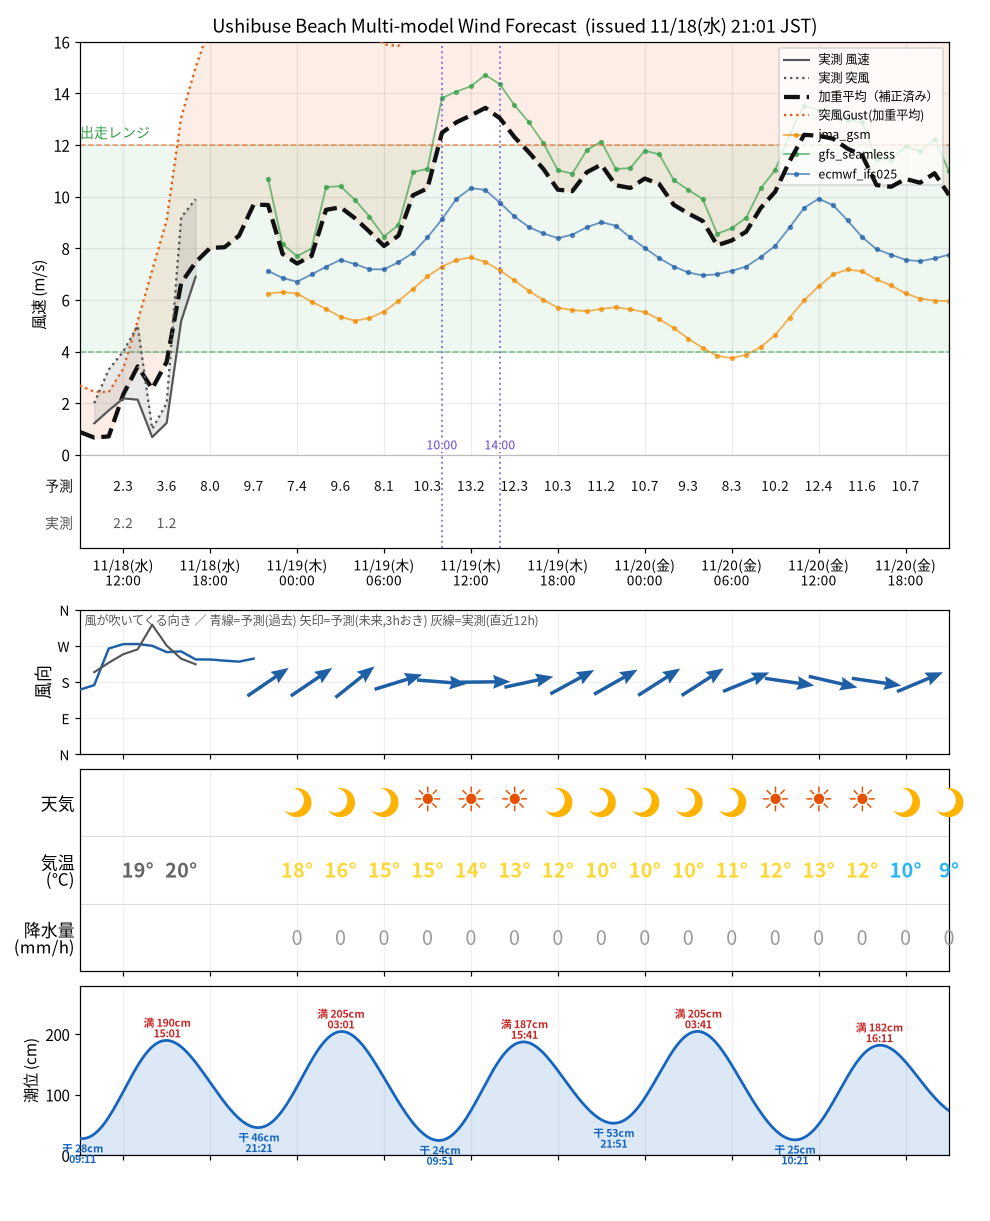 Ushibuse Beach Multi-model Wind Forecast (issued 11/18(水) 21:01 JST)
実測 風速
実測 突風
加重平均（補正済み）
突風Gust(加重平均)
jma_gsm
gfs_seamless
ecmwf_ifs025
出走レンジ
風速 (m/s)
16
14
12
10
8
6
4
2
0
10:00 14:00
予測 2.3 3.6 8.0 9.7 7.4 9.6 8.1 10.3 13.2 12.3 10.3 11.2 10.7 9.3 8.3 10.2 12.4 11.6 10.7
実測 2.2 1.2
11/18(水) 11/18(水) 11/19(木) 11/19(木) 11/19(木) 11/19(木) 11/20(金) 11/20(金) 11/20(金) 11/20(金)
12:00 18:00 00:00 06:00 12:00 18:00 00:00 06:00 12:00 18:00
風が吹いてくる向き ／ 青線=予測(過去) 矢印=予測(未来,3hおき) 灰線=実測(直近12h)
風向
N
W
S
E
N
天気
気温
(℃)
19° 20° 18° 16° 15° 15° 14° 13° 12° 10° 10° 10° 11° 12° 13° 12° 10° 9°
降水量
(mm/h)
0 0 0 0 0 0 0 0 0 0 0 0 0 0 0 0
潮位 (cm)
200
100
0
満 190cm
15:01
満 205cm
03:01
満 187cm
15:41
満 205cm
03:41
満 182cm
16:11
干 28cm
09:11
干 46cm
21:21
干 24cm
09:51
干 53cm
21:51
干 25cm
10:21